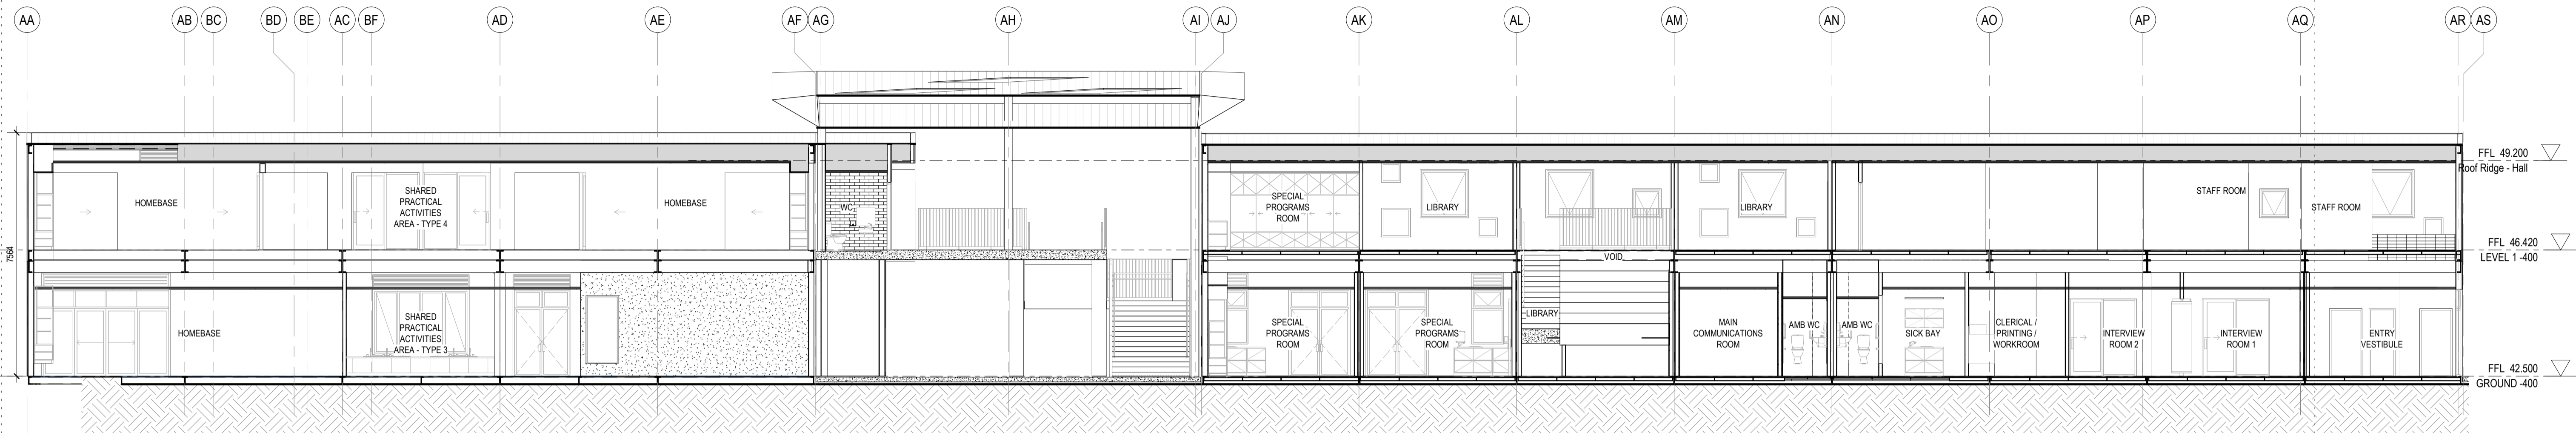 AA AB BC BD BE AC BF AD AE AF AG AH AI AJ AK AL AM AN AO AP AQ AR AS
FFL 49.200
Roof Ridge - Hall
HOMEBASE
SHARED
PRACTICAL
ACTIVITIES
AREA - TYPE 4
HOMEBASE
WC
SPECIAL
PROGRAMS
ROOM
LIBRARY
LIBRARY
STAFF ROOM
STAFF ROOM
FFL 46.420
LEVEL 1 -400
7564
VOID
HOMEBASE
SHARED
PRACTICAL
ACTIVITIES
AREA - TYPE 3
SPECIAL
PROGRAMS
ROOM
SPECIAL
PROGRAMS
ROOM
LIBRARY
MAIN
COMMUNICATIONS
ROOM
AMB WC
AMB WC
SICK BAY
CLERICAL /
PRINTING /
WORKROOM
INTERVIEW
ROOM 2
INTERVIEW
ROOM 1
ENTRY
VESTIBULE
FFL 42.500
GROUND -400